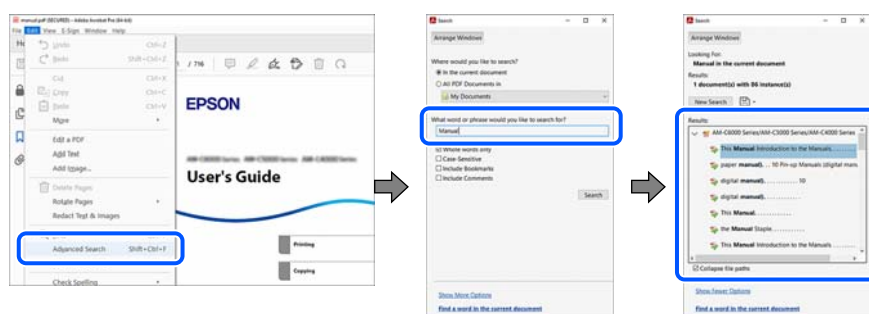 manual.pdf (SECURED) - Adobe Acrobat Pro (64-bit)
File Edit View E-Sign Window Help
Undo Ctrl+Z
Redo Shift+Ctrl+Z
Cut Ctrl+X
Copy Ctrl+C
Paste Ctrl+V
More
Edit a PDF
Add Text
Add Image...
Delete Pages
Rotate Pages
Redact Text & Images
Advanced Search Shift+Ctrl+F
Check Spelling
/ 716
EPSON
User's Guide
Printing
Copying
Search
Arrange Windows
Where would you like to search?
In the current document
All PDF Documents in
My Documents
What word or phrase would you like to search for?
Manual
Whole words only
Case-Sensitive
Include Bookmarks
Include Comments
Search
Show More Options
Find a word in the current document
Search
Arrange Windows
Looking For:
Manual in the current document
Results:
1 document(s) with 86 instance(s)
New Search
Results:
AM-C6000 Series/AM-C5000 Series/AM-C4000 Series
This Manual Introduction to the Manuals. . . . . . . .
paper manual). . . 10 Pin-up Manuals (digital man
digital manual). . . . . . . . . . . 10
digital manual). . . . . . . . . . . .
This Manual. . . . . . . . . . . .
the Manual Staple. . . . . . . . . . . .
This Manual Introduction to the Manuals . . . . . . .
Collapse file paths
Show Fewer Options
Find a word in the current document